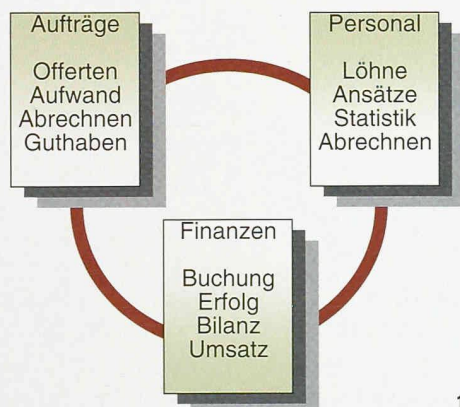 Aufträge
Offerten
Aufwand
Abrechnen
Guthaben
Personal
Löhne
Ansätze
Statistik
Abrechnen
Finanzen
Buchung
Erfolg
Bilanz
Umsatz